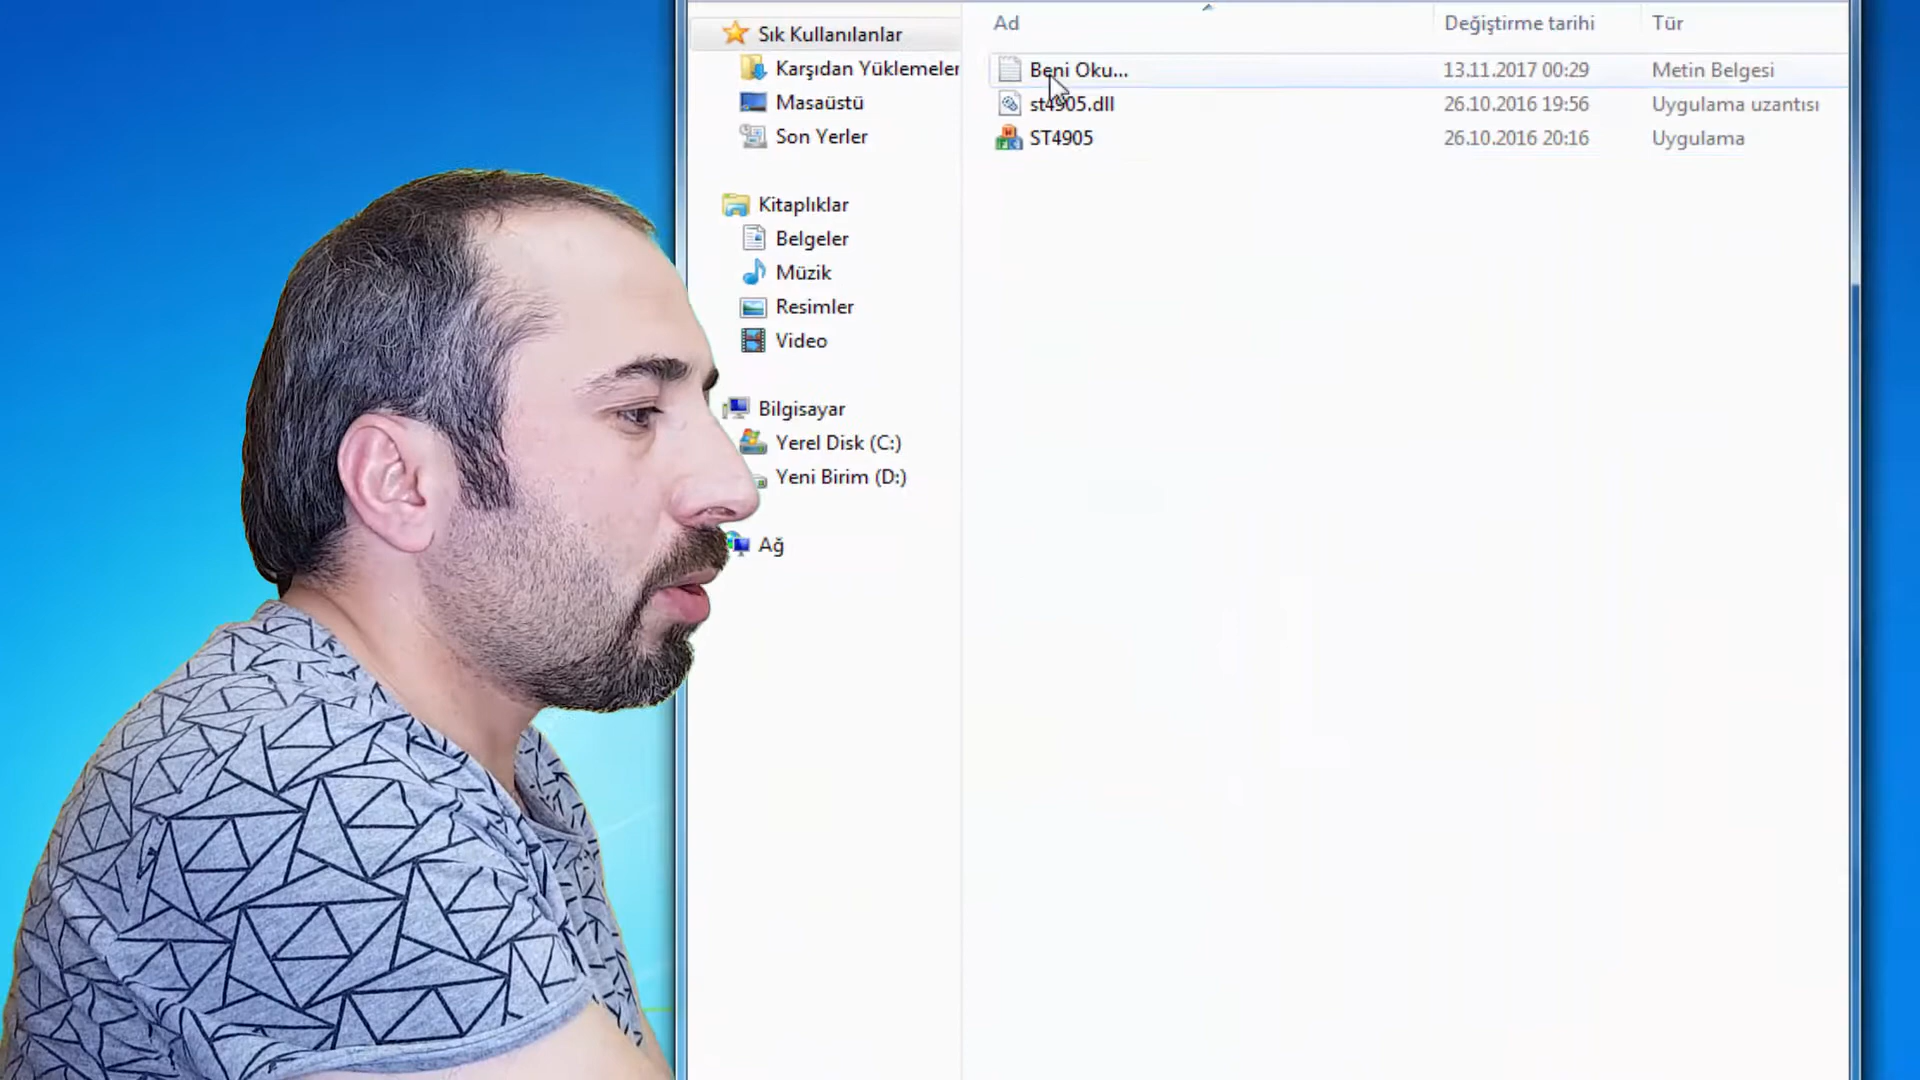 Ad Değiştirme tarihi Tür
Sık Kullanılanlar
Karşıdan Yüklemeler
Masaüstü
Son Yerler
Kitaplıklar
Belgeler
Müzik
Resimler
Video
Bilgisayar
Yerel Disk (C:)
Yeni Birim (D:)
Ağ
Beni Oku... 13.11.2017 00:29 Metin Belgesi
st4905.dll 26.10.2016 19:56 Uygulama uzantısı
ST4905 26.10.2016 20:16 Uygulama